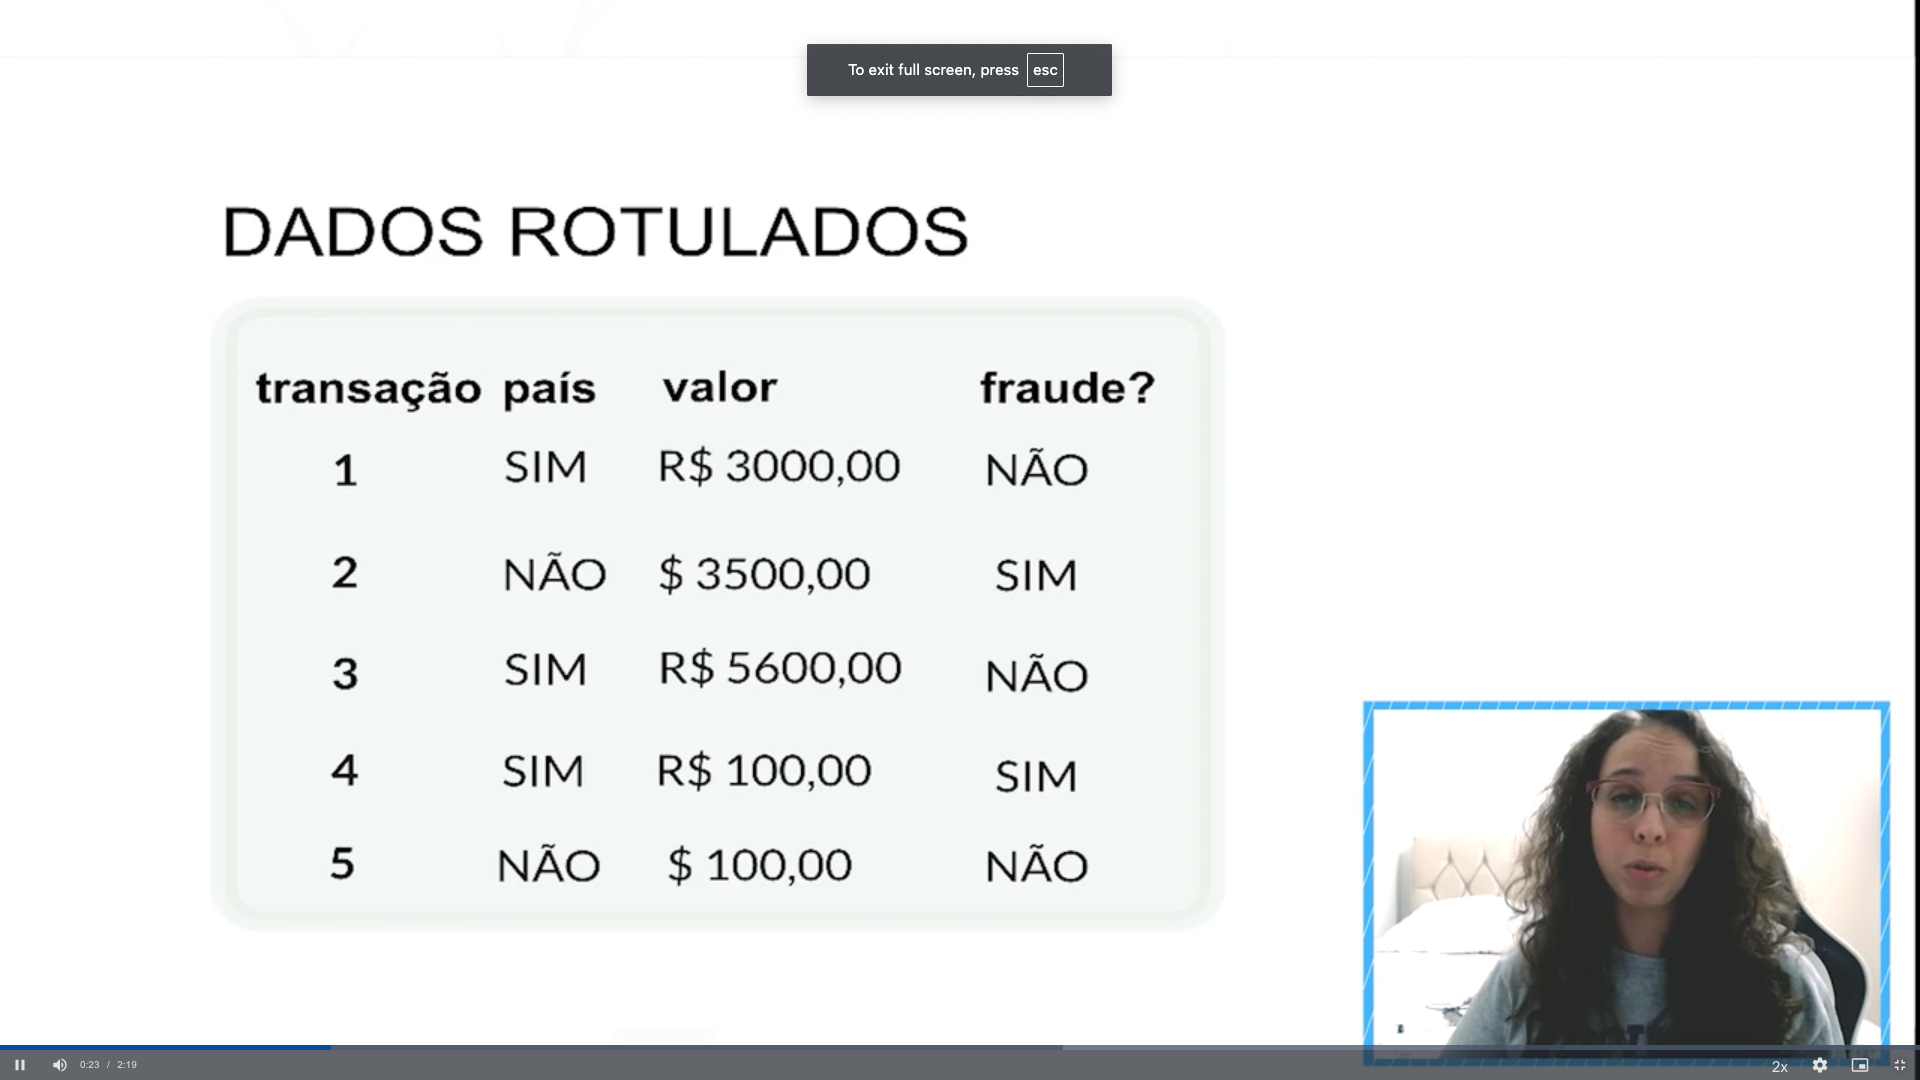 To exit full screen, press esc
DADOS ROTULADOS
transação país valor fraude?
1 SIM R$ 3000,00 NÃO
2 NÃO $ 3500,00 SIM
3 SIM R$ 5600,00 NÃO
4 SIM R$ 100,00 SIM
5 NÃO $ 100,00 NÃO
0:23 / 2:19 2x